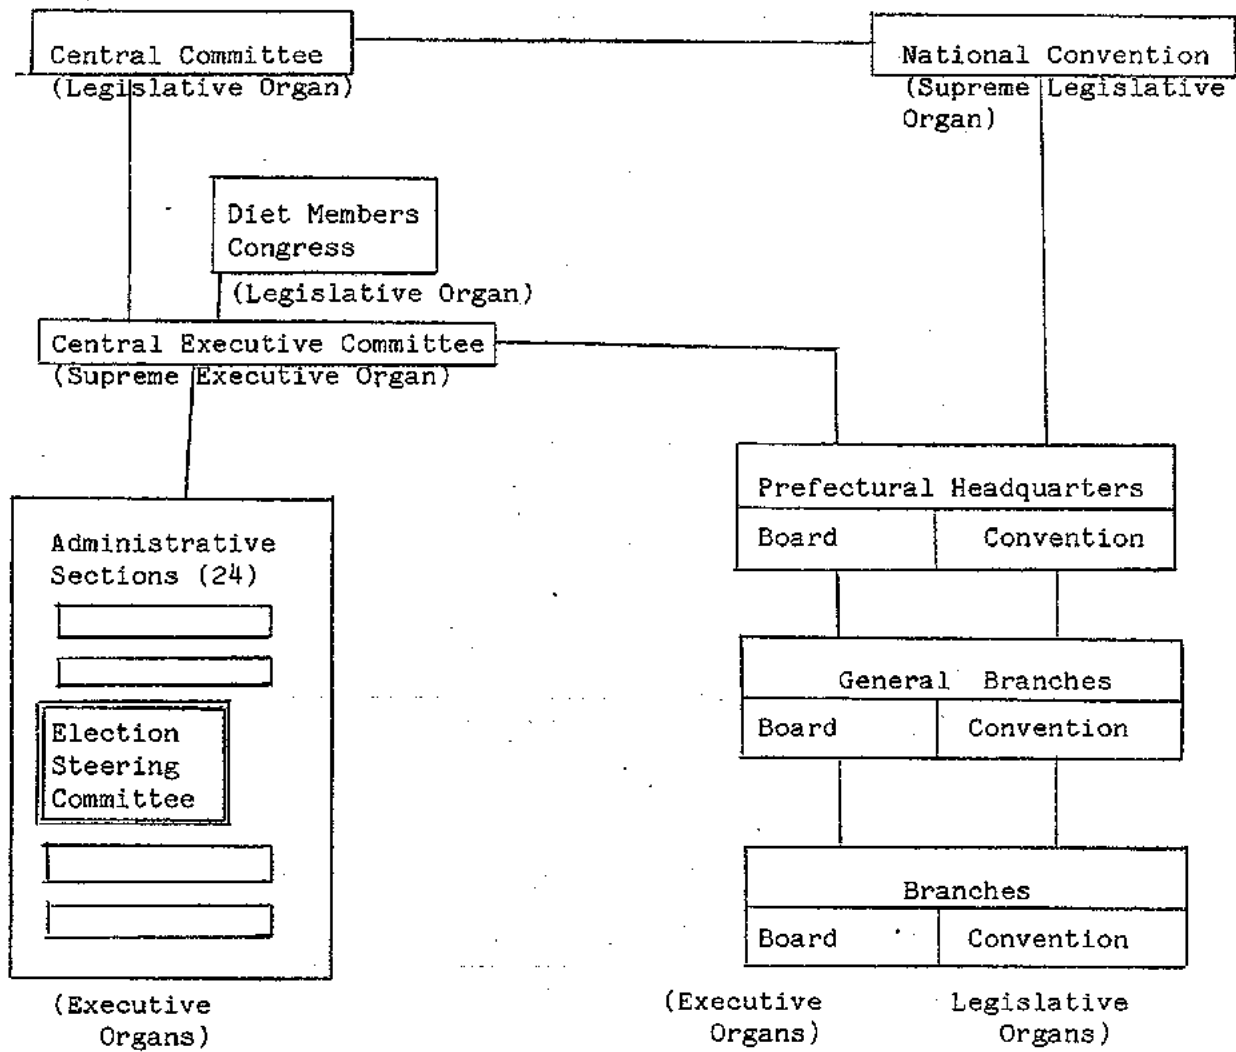 Central Committee
(Legislative Organ)
National Convention
(Supreme Legislative
Organ)
Diet Members
Congress
(Legislative Organ)
Central Executive Committee
(Supreme Executive Organ)
Prefectural Headquarters
Board
Convention
Administrative
Sections (24)
Election
Steering
Committee
(Executive
Organs)
General Branches
Board
Convention
Branches
Board
Convention
(Executive
Organs)
Legislative
Organs)